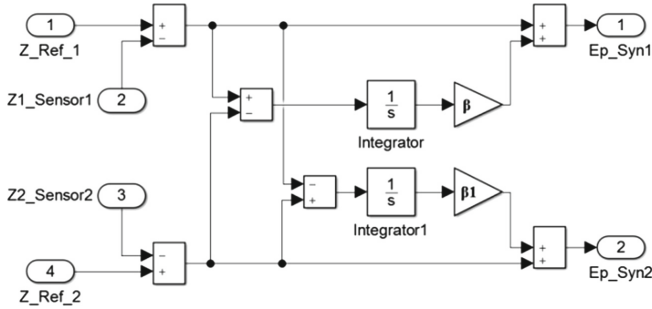 1
+
−
Z_Ref_1
Z1_Sensor1
2
+
−
1
s
Integrator
β
+
+
1
Ep_Syn1
Z2_Sensor2
3
−
+
1
s
Integrator1
β1
4
−
+
Z_Ref_2
+
+
2
Ep_Syn2